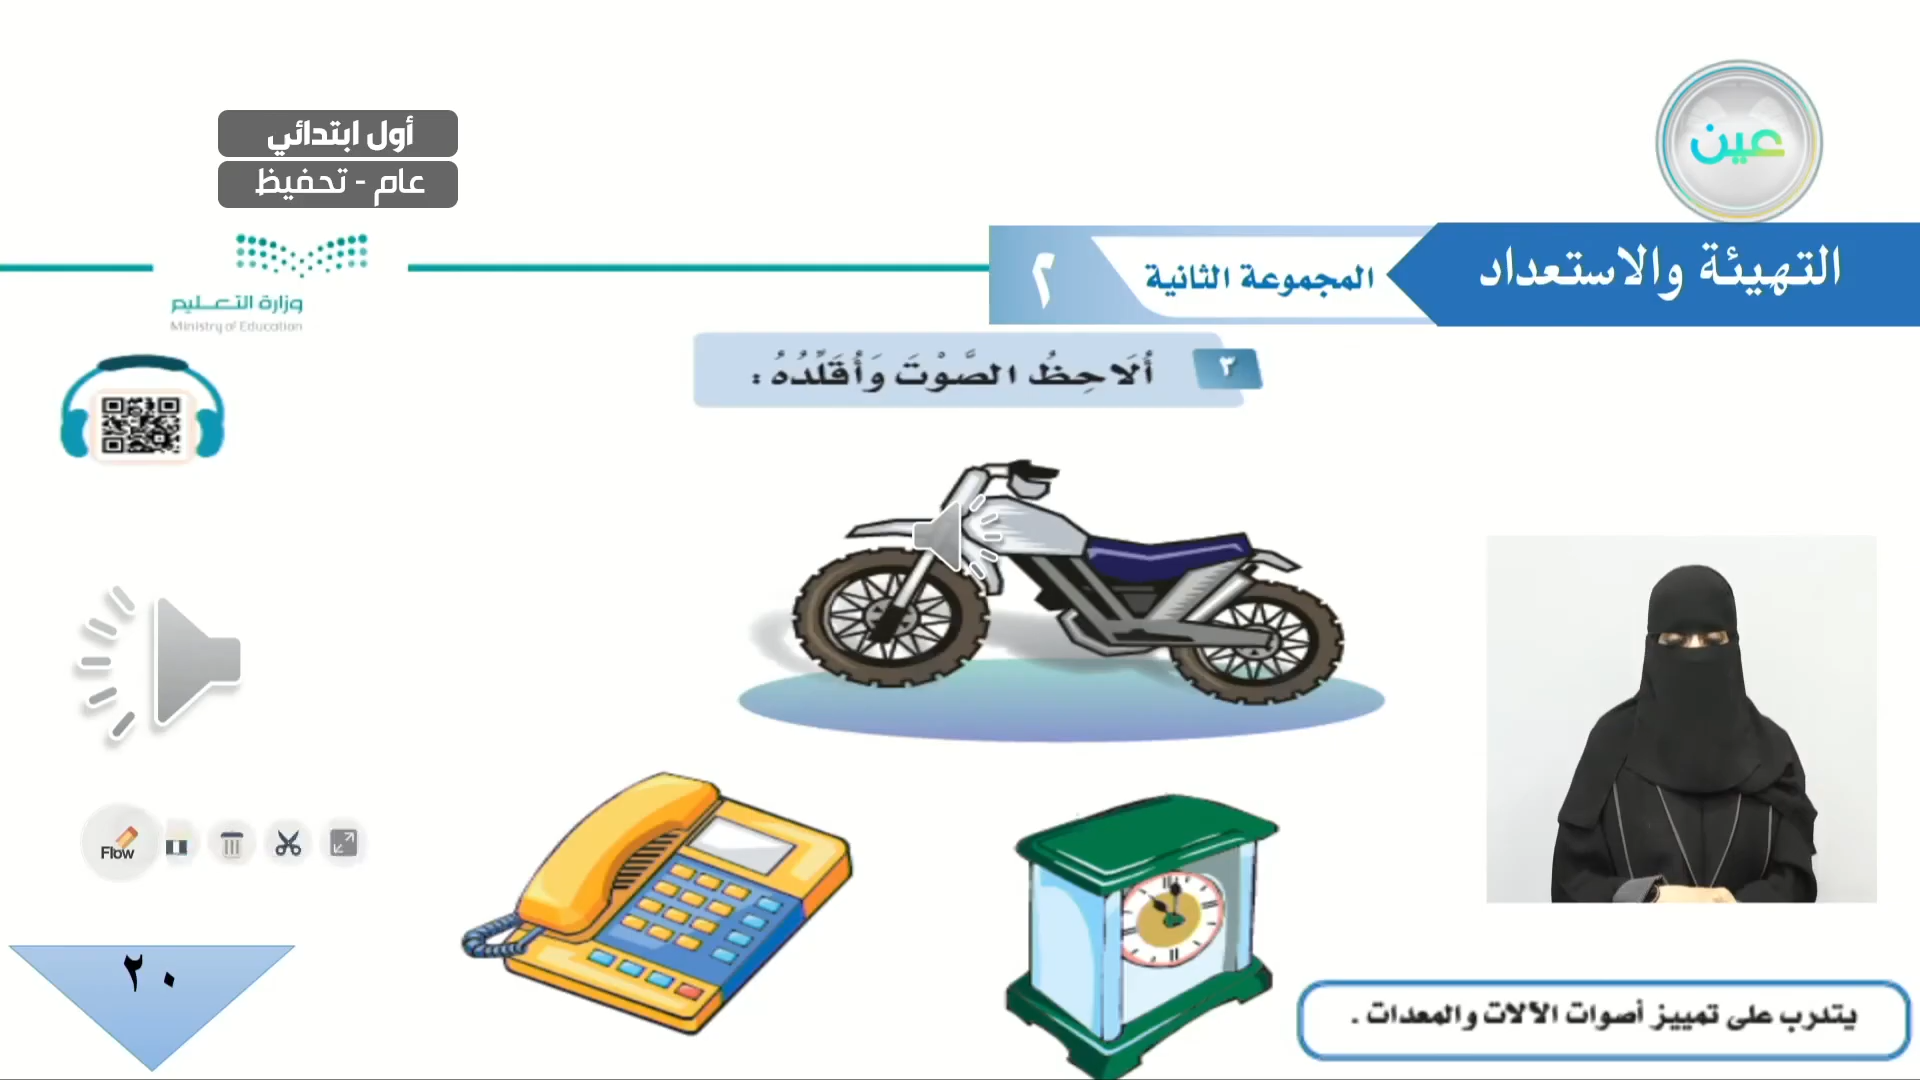 عين
أول ابتدائي
عام - تحفيظ
التهيئة والاستعداد
المجموعة الثانية
٢
وزارة التعليم
Ministry of Education
٣
أُلَاحِظُ الصَّوْتَ وَأُقَلِّدُهُ :
Flow
٢٠
يتدرب على تمييز أصوات الآلات والمعدات .